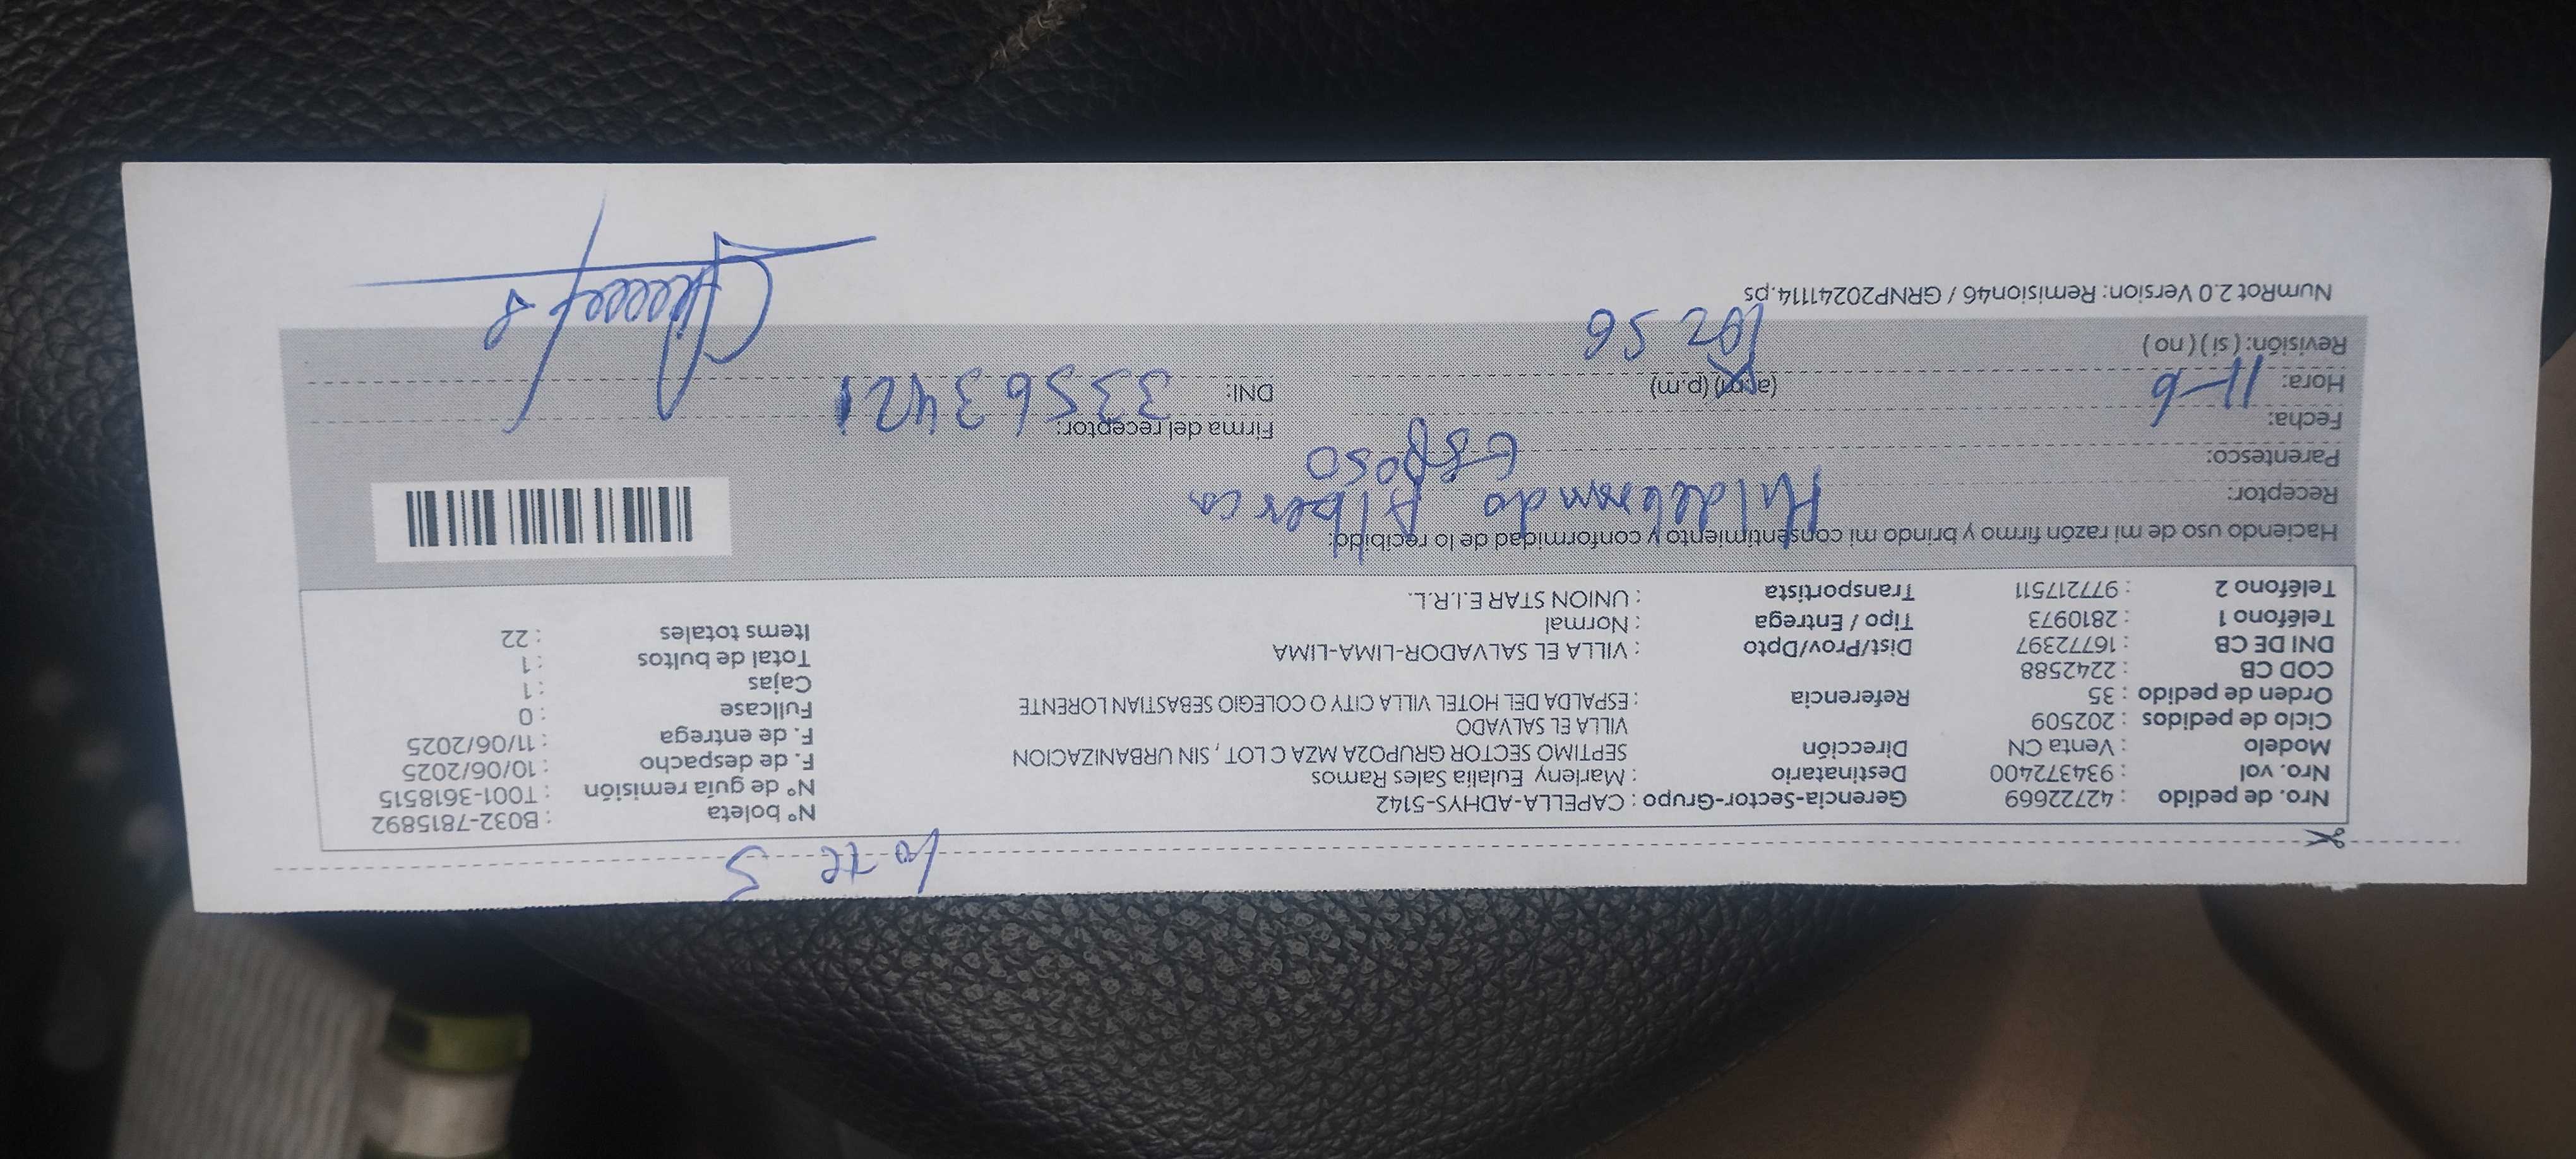 lote 5
Nro. de pedido : 42722669 Gerencia-Sector-Grupo : CAPELLA-ADHYS-5142 N° boleta : B032-7815892
Nro. vol : 934372400 Destinatario : Marleny Eulalia Sales Ramos N° de guía remisión : T001-3618515
Modelo : Venta CN Dirección SEPTIMO SECTOR GRUPO2A MZA C LOT , SIN URBANIZACION F. de despacho : 10/06/2025
Ciclo de pedidos : 202509 VILLA EL SALVADO F. de entrega : 11/06/2025
Orden de pedido : 35 Referencia : ESPALDA DEL HOTEL VILLA CITY O COLEGIO SEBASTIAN LORENTE Fullcase : 0
COD CB : 2242588 Cajas : 1
DNI DE CB : 16772397 Dist/Prov/Dpto : VILLA EL SALVADOR-LIMA-LIMA Total de bultos : 1
Teléfono 1 : 2810973 Tipo / Entrega : Normal Items totales : 22
Teléfono 2 : 977217511 Transportista : UNION STAR E.I.R.L.
Haciendo uso de mi razón firmo y brindo mi consentimiento y conformidad de lo recibido:
Receptor: Hildebrando Alberca
Parentesco: Esposo
Fecha: 11-6 Firma del receptor:
Hora: (a.m) (p.m) DNI: 33563421
Revisión: ( si ) ( no ) 56
NumRot 2.0 Version: Remision46 / GRNP20241114.ps